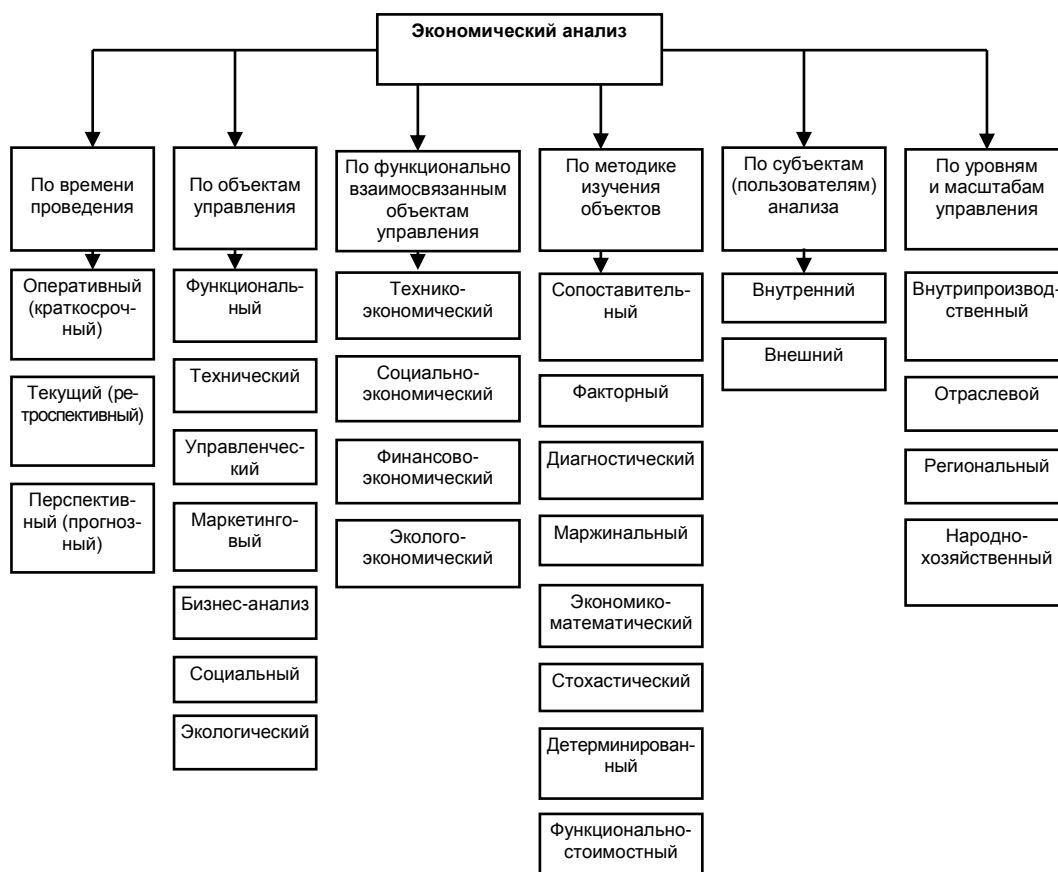 Экономический анализ
По времени
проведения
Оперативный
(краткосроч-
ный)
Текущий (ре-
троспективный)
Перспектив-
ный (прогноз-
ный)
По объектам
управления
Функциональ-
ный
Технический
Управленчес-
кий
Маркетинго-
вый
Бизнес-анализ
Социальный
Экологический
По функционально
взаимосвязанным
объектам
управления
Технико-
экономический
Социально-
экономический
Финансово-
экономический
Эколого-
экономический
По методике
изучения
объектов
Сопоставитель-
ный
Факторный
Диагностический
Маржинальный
Экономико-
математический
Стохастический
Детерминирован-
ный
Функционально-
стоимостный
По субъектам
(пользователям)
анализа
Внутренний
Внешний
По уровням
и масштабам
управления
Внутрипроизвод-
ственный
Отраслевой
Региональный
Народно-
хозяйственный